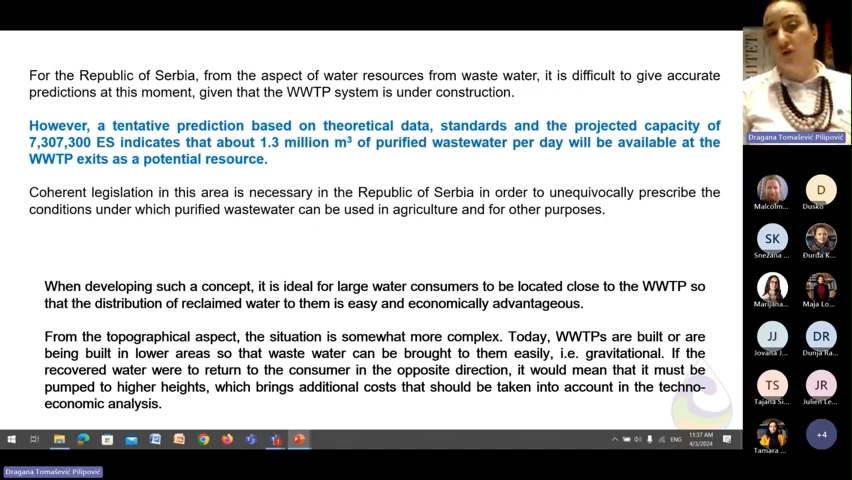 For the Republic of Serbia, from the aspect of water resources from waste water, it is difficult to give accurate
predictions at this moment, given that the WWTP system is under construction.
However, a tentative prediction based on theoretical data, standards and the projected capacity of
7,307,300 ES indicates that about 1.3 million m³ of purified wastewater per day will be available at the
WWTP exits as a potential resource.
Coherent legislation in this area is necessary in the Republic of Serbia in order to unequivocally prescribe the
conditions under which purified wastewater can be used in agriculture and for other purposes.
When developing such a concept, it is ideal for large water consumers to be located close to the WWTP so
that the distribution of reclaimed water to them is easy and economically advantageous.
From the topographical aspect, the situation is somewhat more complex. Today, WWTPs are built or are
being built in lower areas so that waste water can be brought to them easily, i.e. gravitational. If the
recovered water were to return to the consumer in the opposite direction, it would mean that it must be
pumped to higher heights, which brings additional costs that should be taken into account in the techno-
economic analysis.
ENG
11:37 AM
4/3/2024
Dragana Tomašević Pilipović
Dragana Tomašević Pilipović
D
Malcolm...
Dusko
SK
Snezana ...
Đurđa K...
Marijana...
Maja Lo...
JJ
DR
Jovana J...
Dunja Ra...
TS
JR
Tajana Si...
Julien Le...
+4
Tamara ...